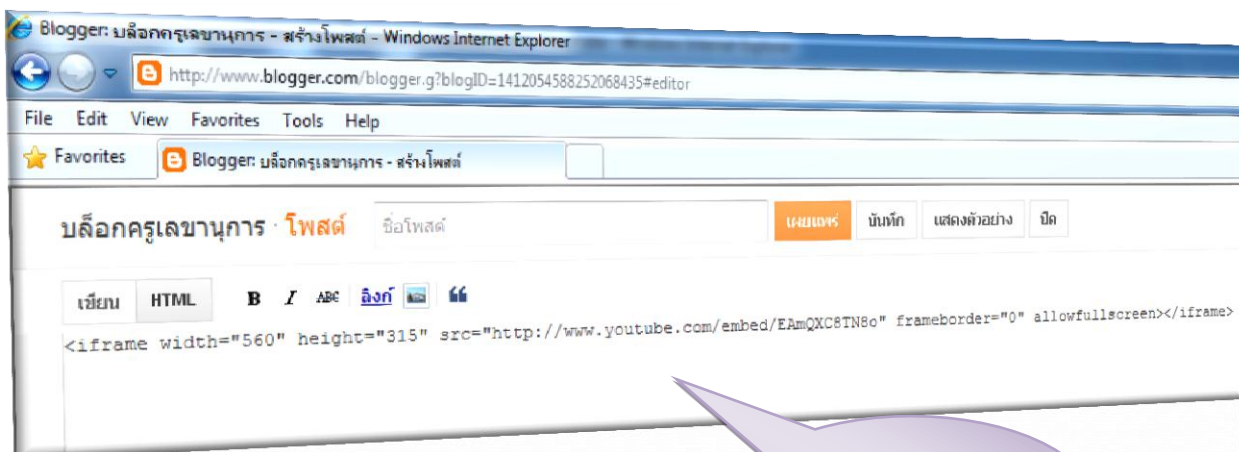 Blogger: บล็อกครูเลขานุการ - สร้างโพสต์ - Windows Internet Explorer
http://www.blogger.com/blogger.g?blogID=1412054588252068435#editor
File Edit View Favorites Tools Help
Favorites Blogger: บล็อกครูเลขานุการ - สร้างโพสต์
บล็อกครูเลขานุการ · โพสต์ ชื่อโพสต์ เผยแพร่ บันทึก แสดงตัวอย่าง ปิด
เขียน HTML B I ABC ลิงก์ “
<iframe width="560" height="315" src="http://www.youtube.com/embed/EAmQXC8TN8o" frameborder="0" allowfullscreen></iframe>